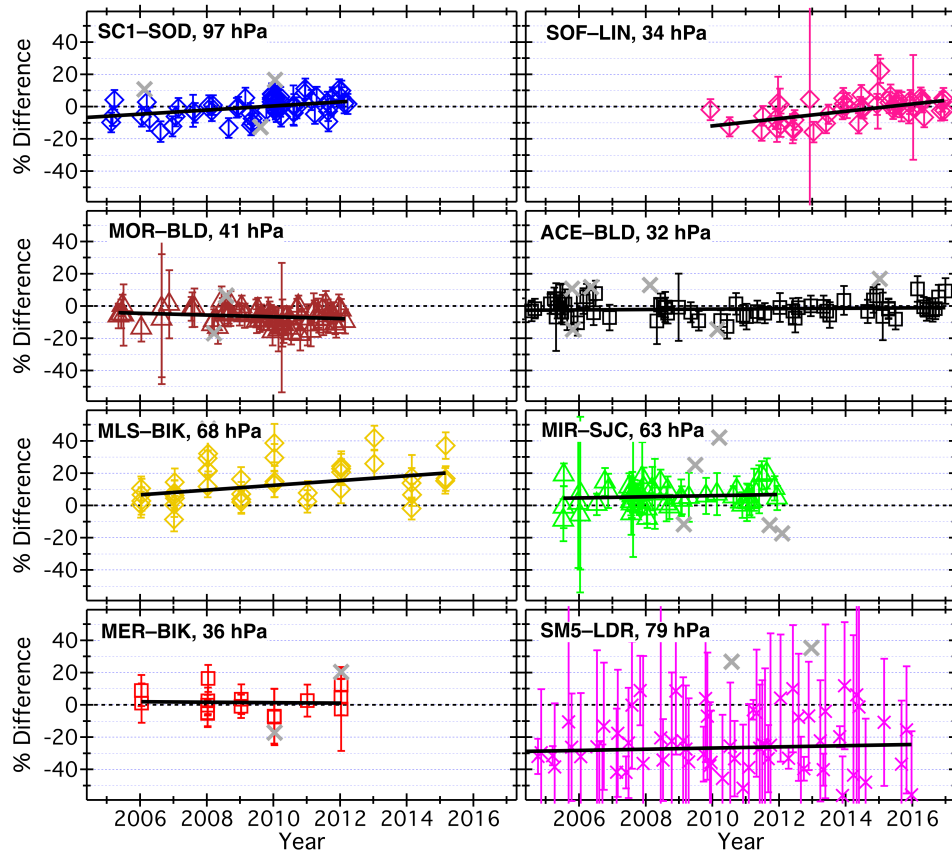 SC1–SOD, 97 hPa
SOF–LIN, 34 hPa
40
20
0
-20
-40
% Difference
MOR–BLD, 41 hPa
ACE–BLD, 32 hPa
40
20
0
-20
-40
% Difference
MLS–BIK, 68 hPa
MIR–SJC, 63 hPa
40
20
0
-20
-40
% Difference
MER–BIK, 36 hPa
SM5–LDR, 79 hPa
40
20
0
-20
-40
% Difference
2006 2008 2010 2012 2014 2016
2006 2008 2010 2012 2014 2016
Year
Year